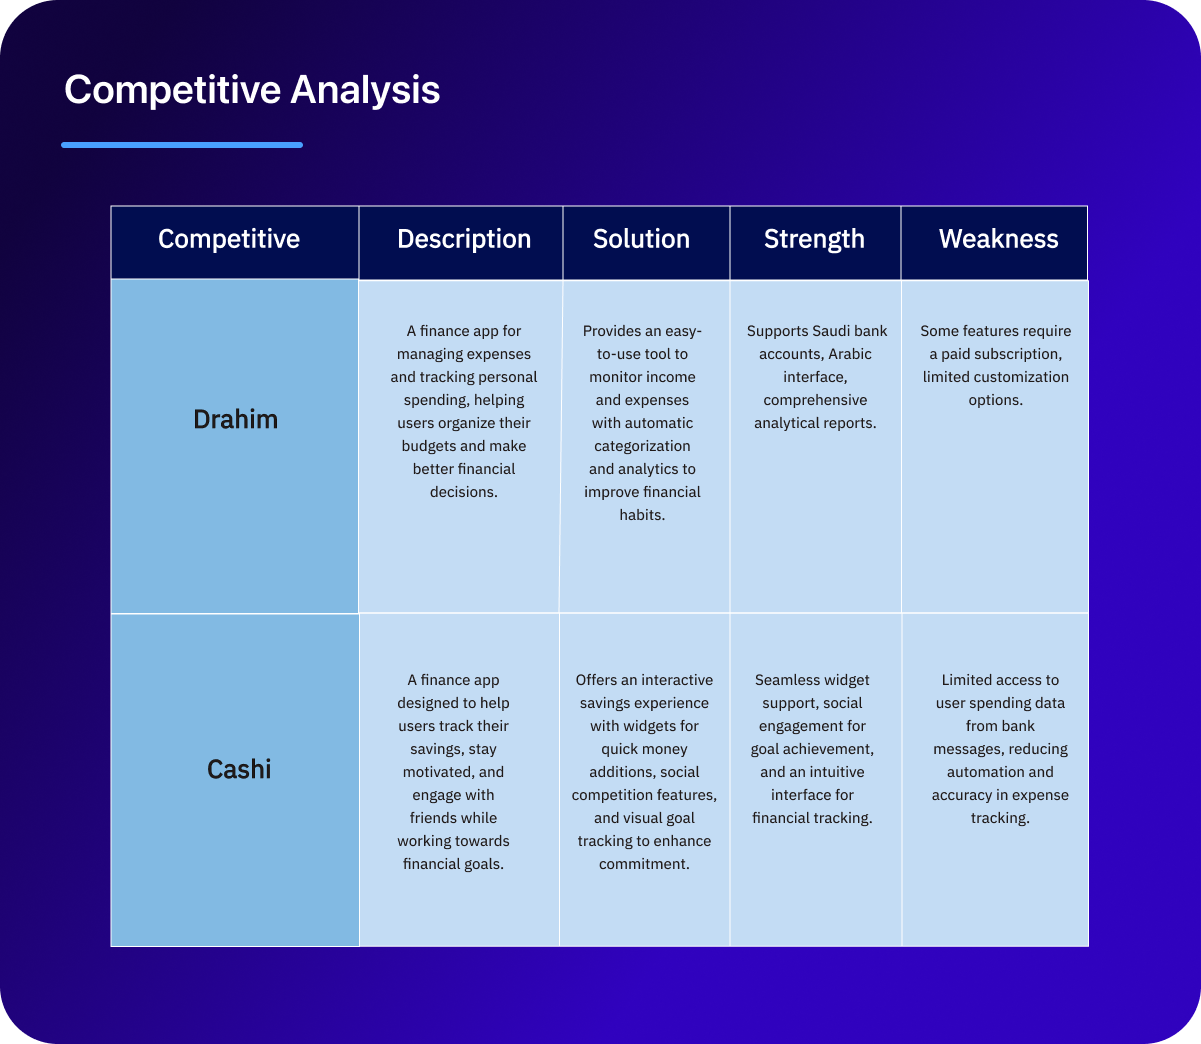 Competitive Analysis
Competitive
Description
Solution
Strength
Weakness
Drahim
A finance app for
managing expenses
and tracking personal
spending, helping
users organize their
budgets and make
better financial
decisions.
Provides an easy-
to-use tool to
monitor income
and expenses
with automatic
categorization
and analytics to
improve financial
habits.
Supports Saudi bank
accounts, Arabic
interface,
comprehensive
analytical reports.
Some features require
a paid subscription,
limited customization
options.
Cashi
A finance app
designed to help
users track their
savings, stay
motivated, and
engage with
friends while
working towards
financial goals.
Offers an interactive
savings experience
with widgets for
quick money
additions, social
competition features,
and visual goal
tracking to enhance
commitment.
Seamless widget
support, social
engagement for
goal achievement,
and an intuitive
interface for
financial tracking.
Limited access to
user spending data
from bank
messages, reducing
automation and
accuracy in expense
tracking.